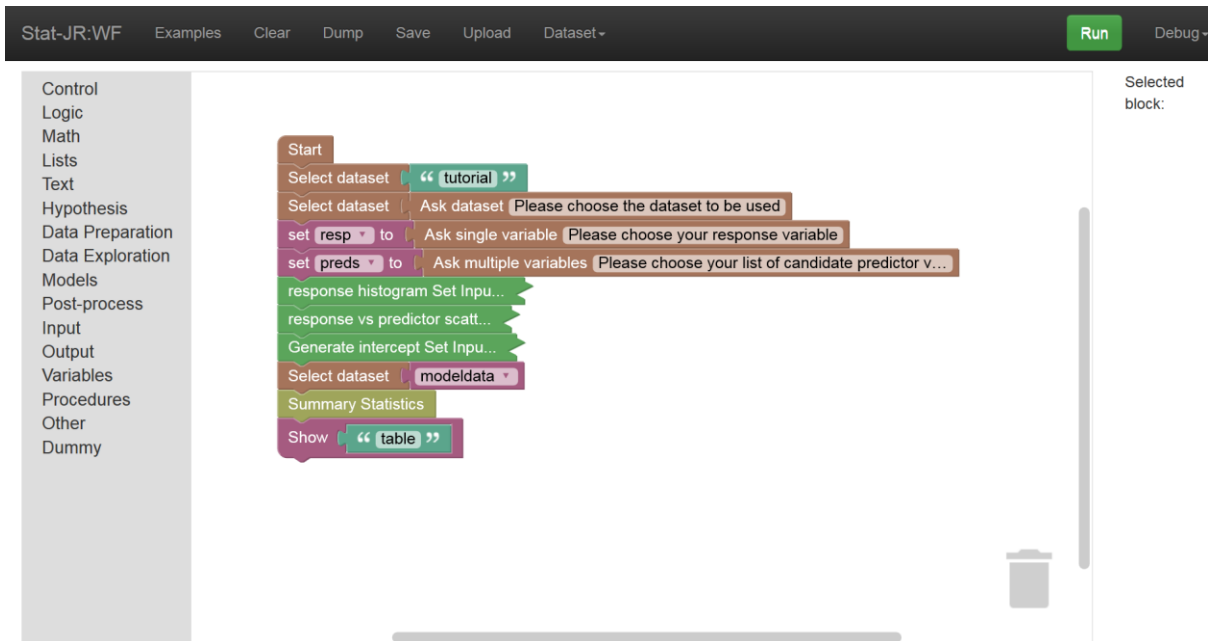 Stat-JR:WF Examples Clear Dump Save Upload Dataset Run Debug
Control
Logic
Math
Lists
Text
Hypothesis
Data Preparation
Data Exploration
Models
Post-process
Input
Output
Variables
Procedures
Other
Dummy
Start
Select dataset “ tutorial ”
Select dataset Ask dataset Please choose the dataset to be used
set resp to Ask single variable Please choose your response variable
set preds to Ask multiple variables Please choose your list of candidate predictor v...
response histogram Set Inpu...
response vs predictor scatt...
Generate intercept Set Inpu...
Select dataset modeldata
Summary Statistics
Show “ table ”
Selected
block: